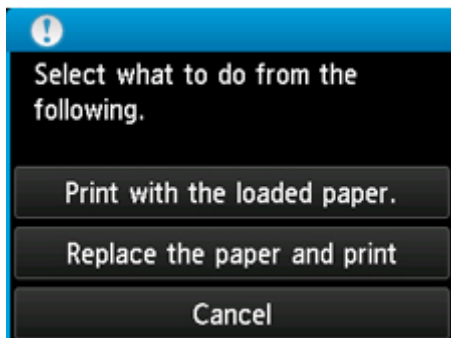 Select what to do from the
following.
Print with the loaded paper.
Replace the paper and print
Cancel